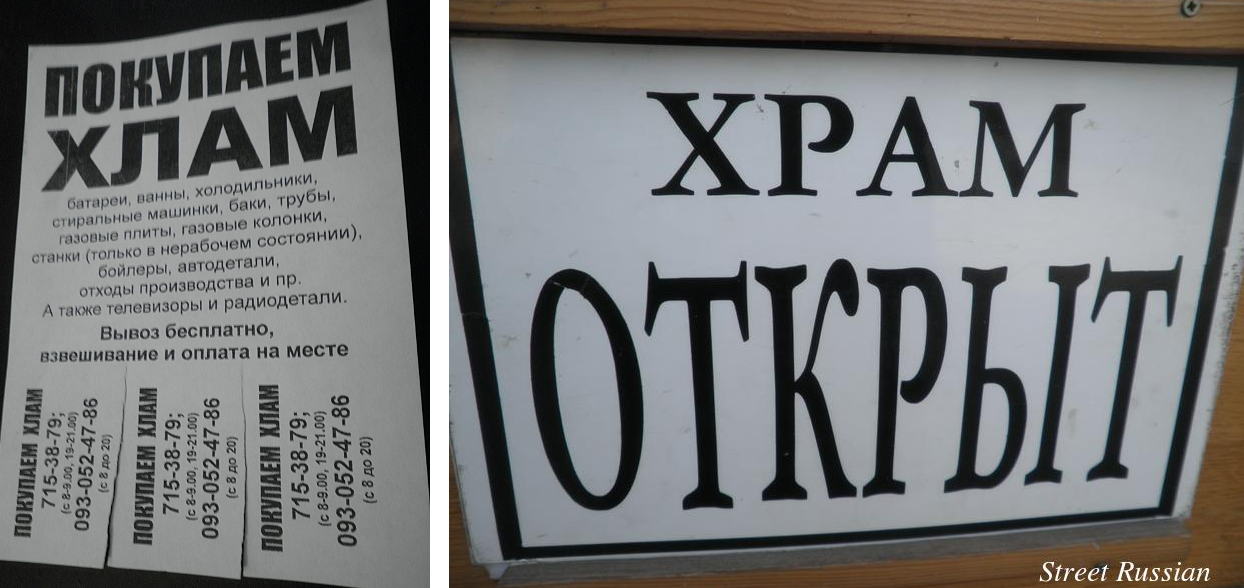 ПОКУПАЕМ
ХЛАМ
батареи, ванны, холодильники,
стиральные машинки, баки, трубы,
газовые плиты, газовые колонки,
станки (только в нерабочем состоянии),
бойлеры, автодетали,
отходы производства и пр.
А также телевизоры и радиодетали.
Вывоз бесплатно,
взвешивание и оплата на месте
ПОКУПАЕМ ХЛАМ
715-38-79;
(с 8-9.00, 19-21.00)
093-052-47-86
(с 8 до 20)
ПОКУПАЕМ ХЛАМ
715-38-79;
(с 8-9.00, 19-21.00)
093-052-47-86
(с 8 до 20)
ПОКУПАЕМ ХЛАМ
715-38-79;
(с 8-9.00, 19-21.00)
093-052-47-86
(с 8 до 20)
ХРАМ
ОТКРЫТ
Street Russian